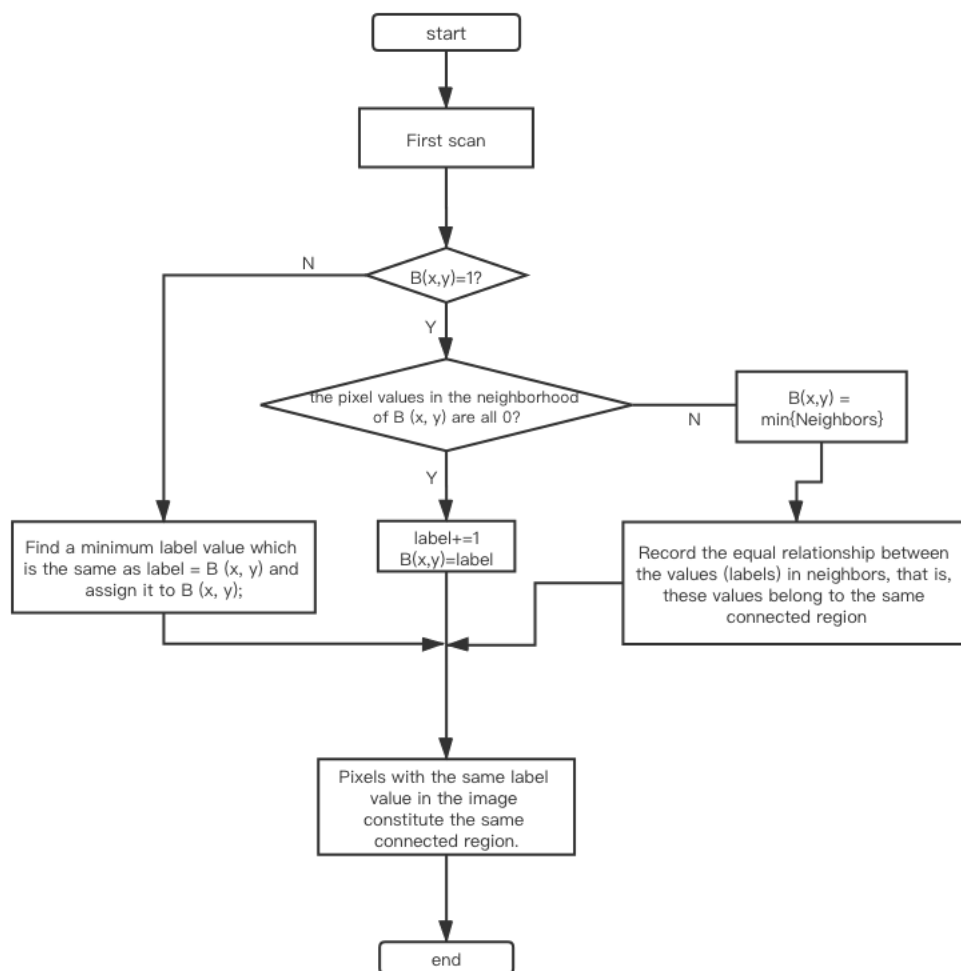 start
First scan
N
B(x,y)=1?
Y
the pixel values in the neighborhood
of B (x, y) are all 0?
N
B(x,y) =
min{Neighbors}
Y
label+=1
B(x,y)=label
Find a minimum label value which
is the same as label = B (x, y) and
assign it to B (x, y);
Record the equal relationship between
the values (labels) in neighbors, that is,
these values belong to the same
connected region
Pixels with the same label
value in the image
constitute the same
connected region.
end